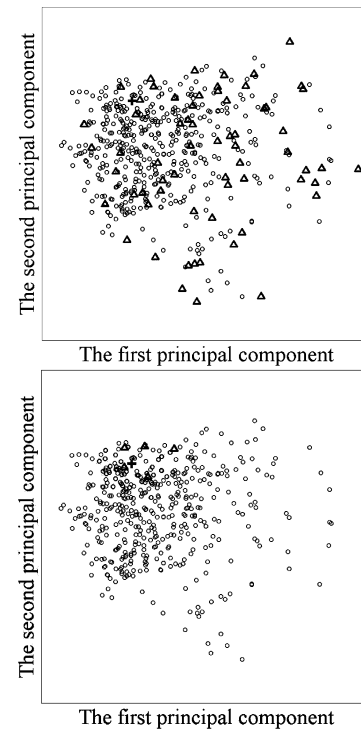 The second principal component
The first principal component
The second principal component
The first principal component